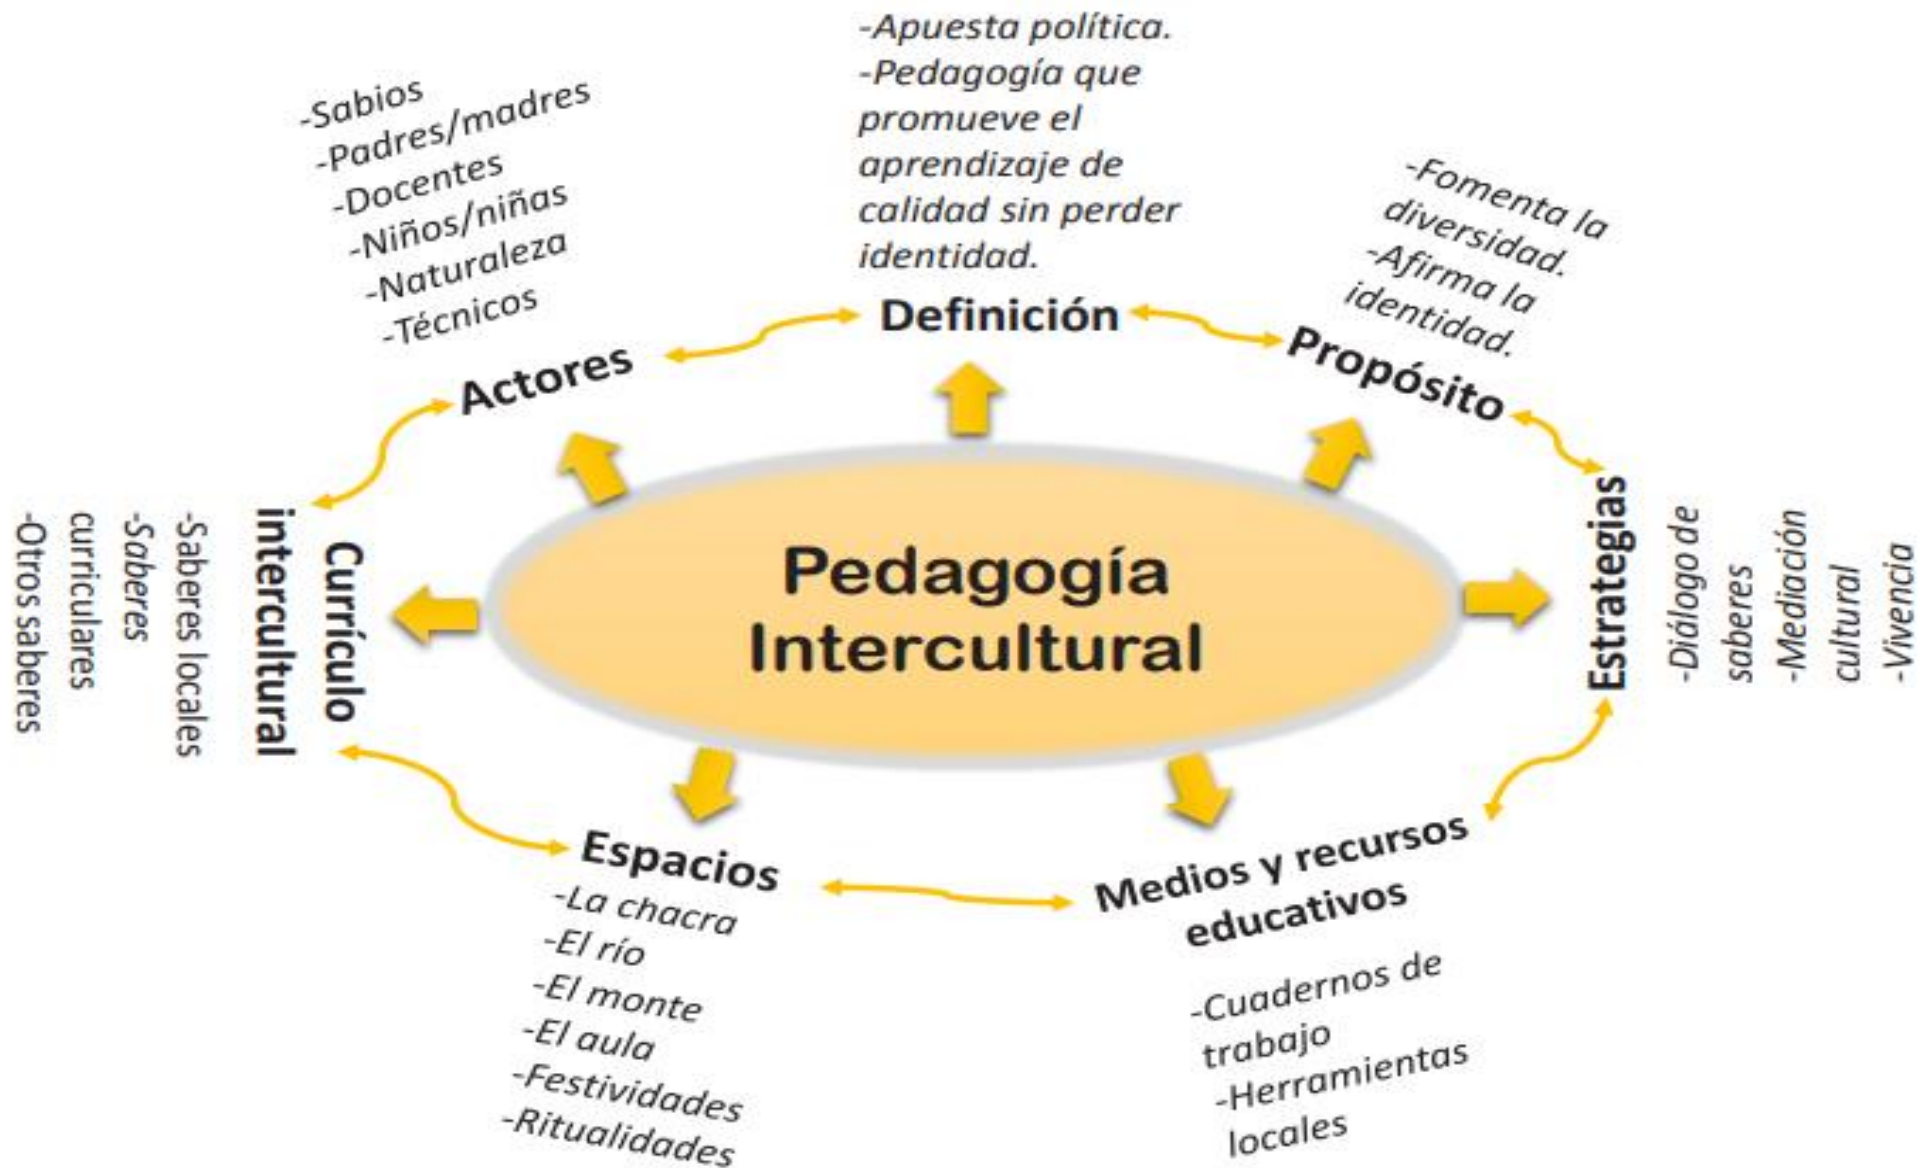 -Apuesta política.
-Pedagogía que
promueve el
aprendizaje de
calidad sin perder
identidad.
Definición
-Fomenta la
diversidad.
-Afirma la
identidad.
Propósito
Estrategias
-Diálogo de
saberes
-Mediación
cultural
-Vivencia
Medios y recursos
educativos
-Cuadernos de
trabajo
-Herramientas
locales
Espacios
-La chacra
-El río
-El monte
-El aula
-Festividades
-Ritualidades
Currículo
intercultural
-Saberes locales
-Saberes
curriculares
-Otros saberes
-Sabios
-Padres/madres
-Docentes
-Niños/niñas
-Naturaleza
-Técnicos
Actores
Pedagogía
Intercultural